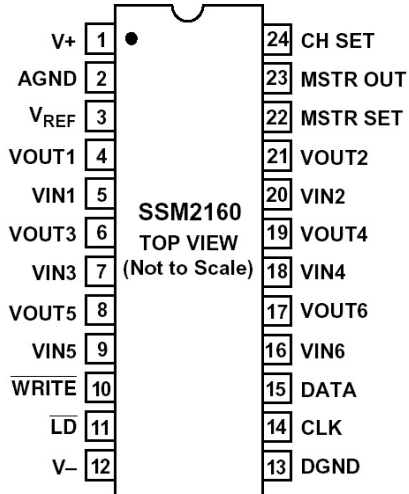 V+ 1 24 CH SET
AGND 2 23 MSTR OUT
VREF 3 22 MSTR SET
VOUT1 4 21 VOUT2
VIN1 5 20 VIN2
SSM2160
VOUT3 6 19 VOUT4
TOP VIEW
(Not to Scale)
VIN3 7 18 VIN4
VOUT5 8 17 VOUT6
VIN5 9 16 VIN6
WRITE 10 15 DATA
LD 11 14 CLK
V– 12 13 DGND